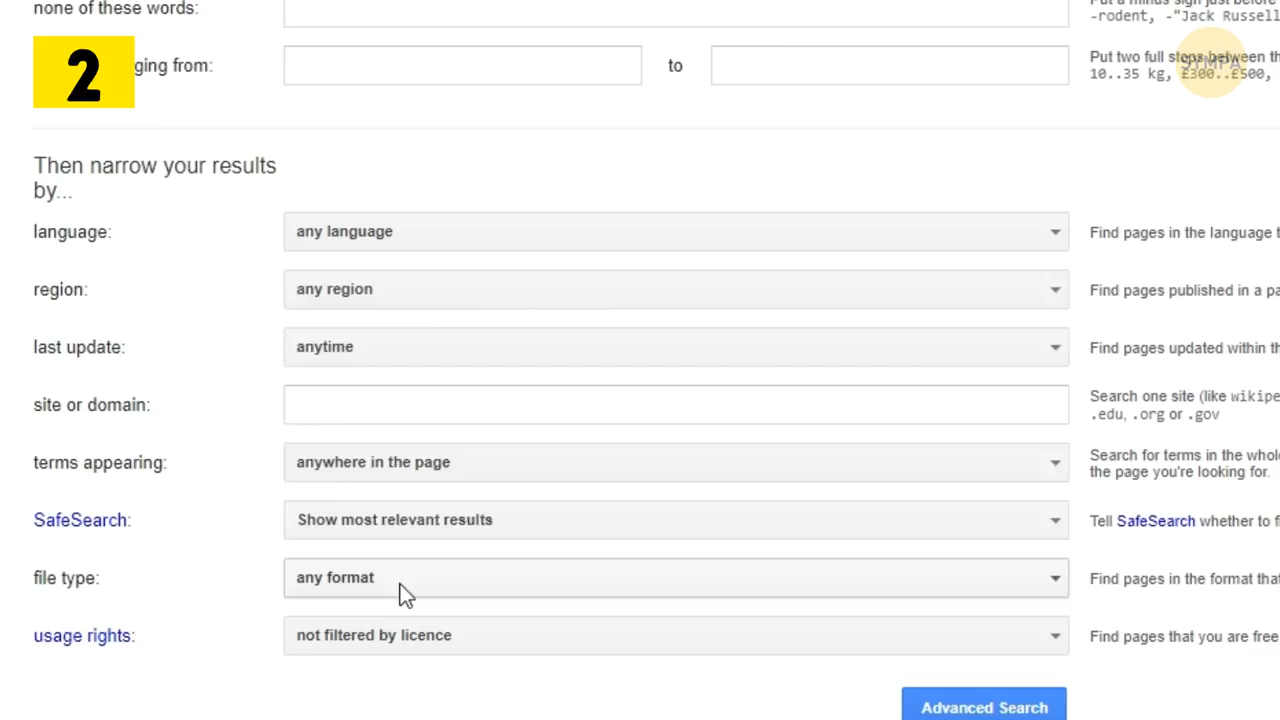 none of these words:
Put a minus sign just before
-rodent, -"Jack Russell
2
ging from:
to
Put two full stops between th
10..35 kg, £300..£500,
SYMPA
Then narrow your results
by...
language:
any language
Find pages in the language t
region:
any region
Find pages published in a pa
last update:
anytime
Find pages updated within th
site or domain:
Search one site (like wikipe
.edu, .org or .gov
terms appearing:
anywhere in the page
Search for terms in the whol
the page you're looking for.
SafeSearch:
Show most relevant results
Tell SafeSearch whether to fi
file type:
any format
Find pages in the format that
usage rights:
not filtered by licence
Find pages that you are free
Advanced Search